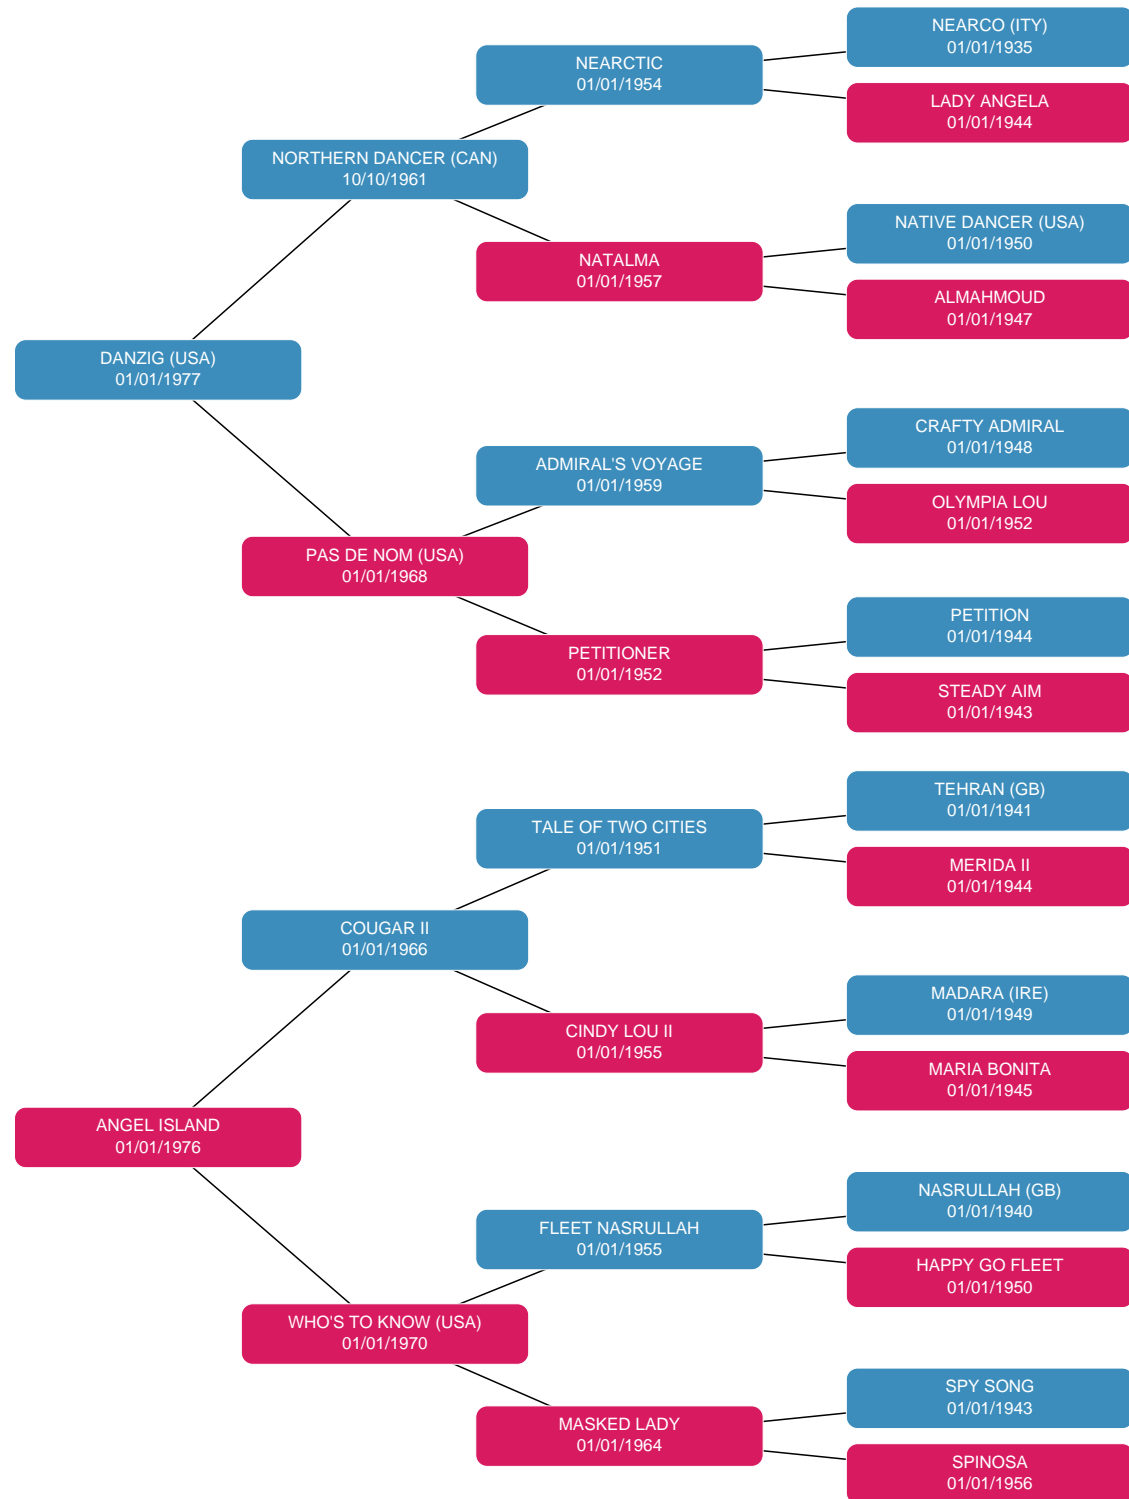 NEARCO (ITY)
01/01/1935
NEARCTIC
01/01/1954
LADY ANGELA
01/01/1944
NORTHERN DANCER (CAN)
10/10/1961
NATIVE DANCER (USA)
01/01/1950
NATALMA
01/01/1957
ALMAHMOUD
01/01/1947
DANZIG (USA)
01/01/1977
CRAFTY ADMIRAL
01/01/1948
ADMIRAL'S VOYAGE
01/01/1959
OLYMPIA LOU
01/01/1952
PAS DE NOM (USA)
01/01/1968
PETITION
01/01/1944
PETITIONER
01/01/1952
STEADY AIM
01/01/1943
TEHRAN (GB)
01/01/1941
TALE OF TWO CITIES
01/01/1951
MERIDA II
01/01/1944
COUGAR II
01/01/1966
MADARA (IRE)
01/01/1949
CINDY LOU II
01/01/1955
MARIA BONITA
01/01/1945
ANGEL ISLAND
01/01/1976
NASRULLAH (GB)
01/01/1940
FLEET NASRULLAH
01/01/1955
HAPPY GO FLEET
01/01/1950
WHO'S TO KNOW (USA)
01/01/1970
SPY SONG
01/01/1943
MASKED LADY
01/01/1964
SPINOSA
01/01/1956